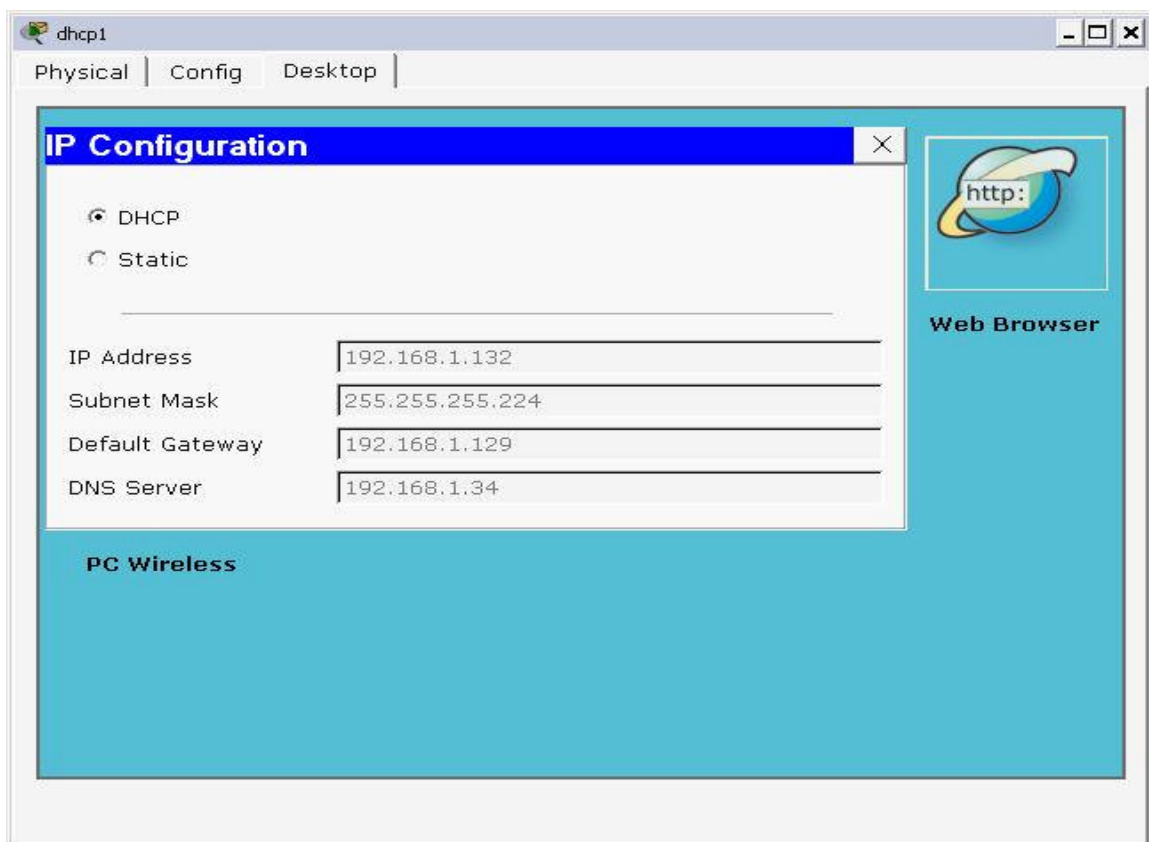 dhcp1
Physical Config Desktop
IP Configuration
http:
DHCP
Static
Web Browser
IP Address 192.168.1.132
Subnet Mask 255.255.255.224
Default Gateway 192.168.1.129
DNS Server 192.168.1.34
PC Wireless